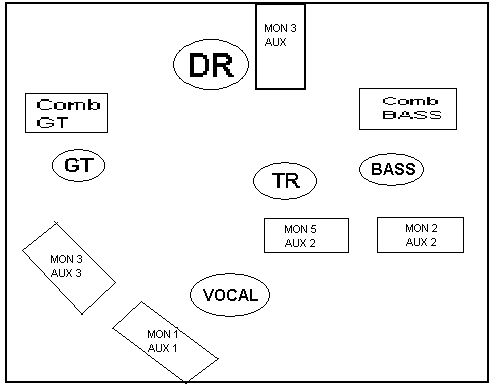 MON 3
AUX
DR
Comb
GT
Comb
BASS
GT
TR
BASS
MON 5
AUX 2
MON 2
AUX 2
MON 3
AUX 3
VOCAL
MON 1
AUX 1